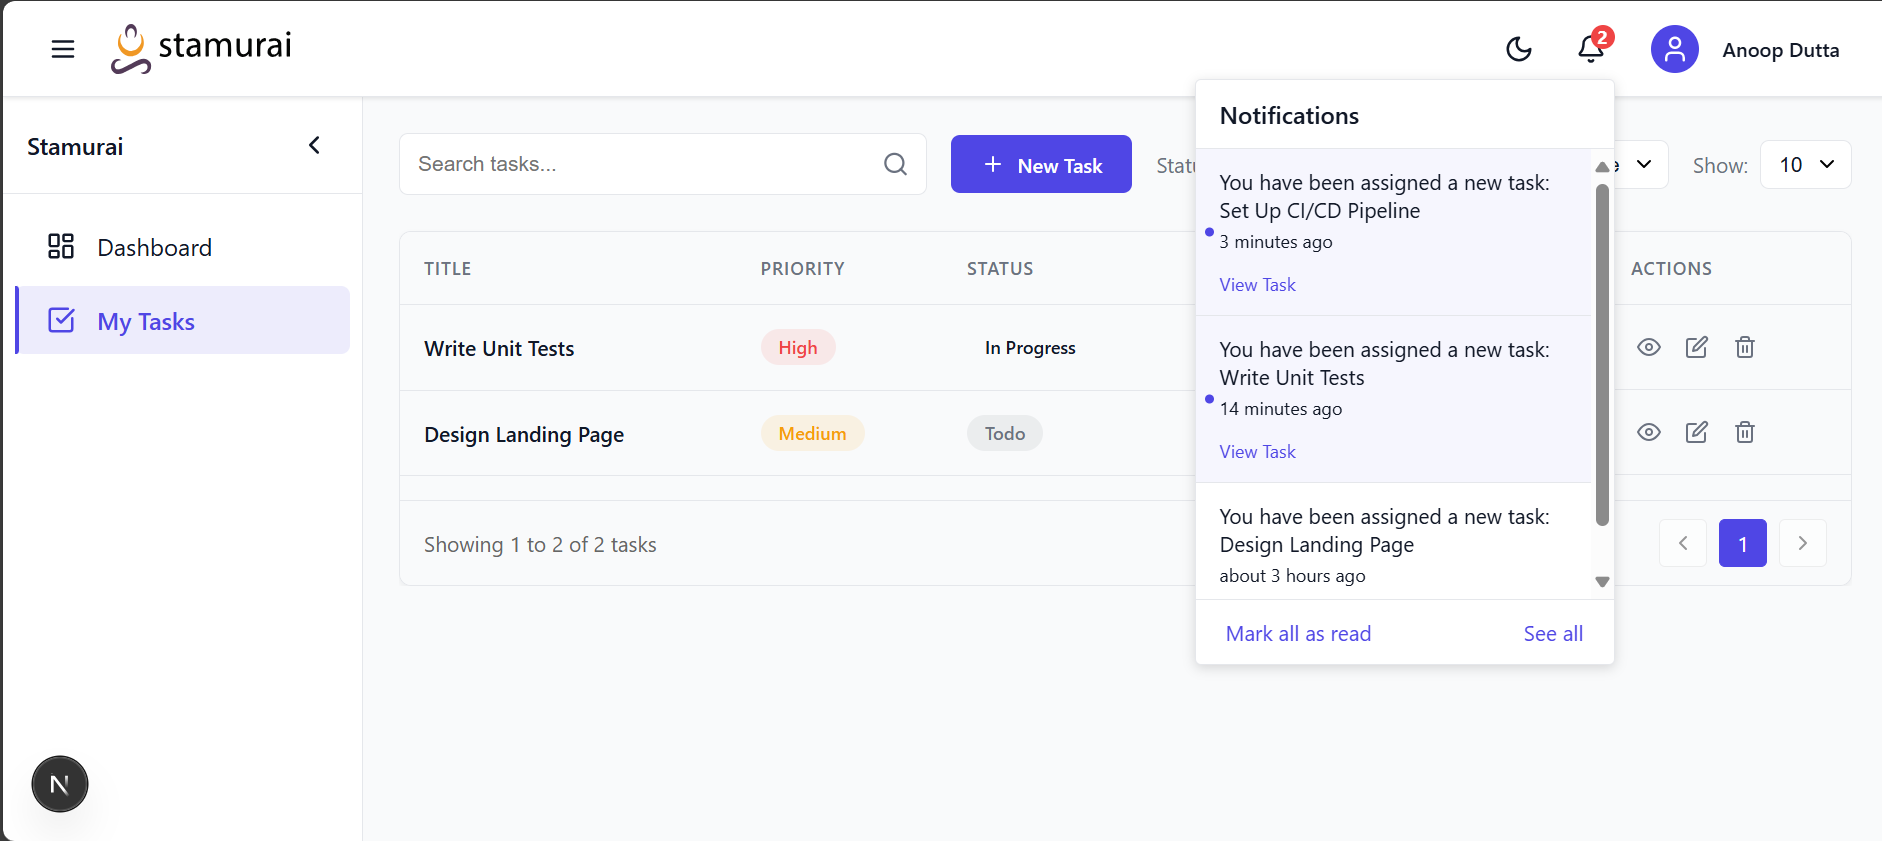 stamurai
2
Anoop Dutta
Stamurai
Dashboard
My Tasks
Search tasks...
New Task
Show:
10
TITLE
PRIORITY
STATUS
ACTIONS
Write Unit Tests
High
In Progress
Design Landing Page
Medium
Todo
Showing 1 to 2 of 2 tasks
1
Notifications
You have been assigned a new task:
Set Up CI/CD Pipeline
3 minutes ago
View Task
You have been assigned a new task:
Write Unit Tests
14 minutes ago
View Task
You have been assigned a new task:
Design Landing Page
about 3 hours ago
Mark all as read
See all
N